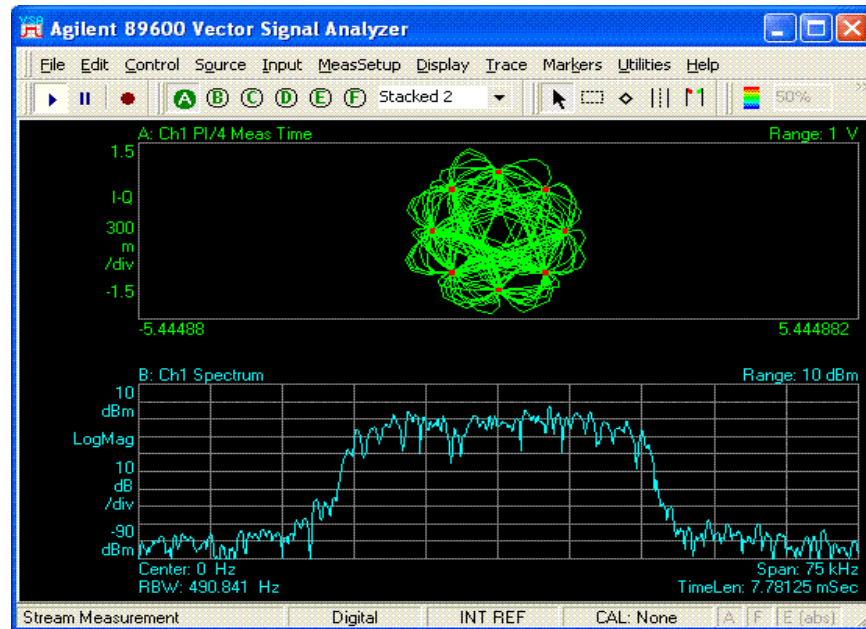 VSA Agilent 89600 Vector Signal Analyzer
File Edit Control Source Input MeasSetup Display Trace Markers Utilities Help
A B C D E F Stacked 2 50%
A: Ch1 PI/4 Meas Time Range: 1 V
1.5
I-Q
300
m
/div
-1.5
-5.44488 5.444882
B: Ch1 Spectrum Range: 10 dBm
10
dBm
LogMag
10
dB
/div
-90
dBm
Center: 0 Hz Span: 75 kHz
RBW: 490.841 Hz TimeLen: 7.78125 mSec
Stream Measurement Digital INT REF CAL: None A F E (abs)